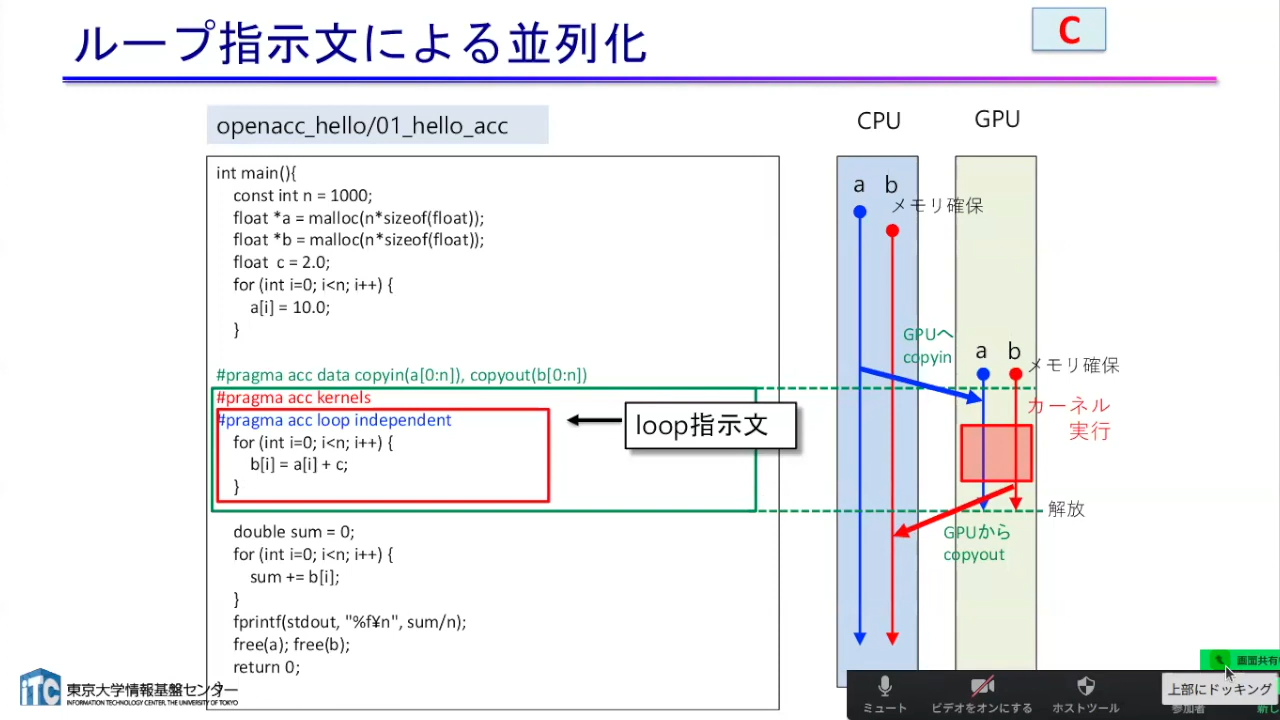 ループ指示文による並列化
C
openacc_hello/01_hello_acc
int main(){
const int n = 1000;
float *a = malloc(n*sizeof(float));
float *b = malloc(n*sizeof(float));
float c = 2.0;
for (int i=0; i<n; i++) {
a[i] = 10.0;
}
#pragma acc data copyin(a[0:n]), copyout(b[0:n])
#pragma acc kernels
#pragma acc loop independent
for (int i=0; i<n; i++) {
b[i] = a[i] + c;
}
double sum = 0;
for (int i=0; i<n; i++) {
sum += b[i];
}
fprintf(stdout, "%f¥n", sum/n);
free(a); free(b);
return 0;
loop指示文
CPU
GPU
a b
メモリ確保
GPUへ
copyin
a b
メモリ確保
カーネル
実行
解放
GPUから
copyout
ITC 東京大学情報基盤センター
INFORMATION TECHNOLOGY CENTER, THE UNIVERSITY OF TOKYO
画面共有
上部にドッキング
ミュート
ビデオをオンにする
ホストツール
参加者
新し